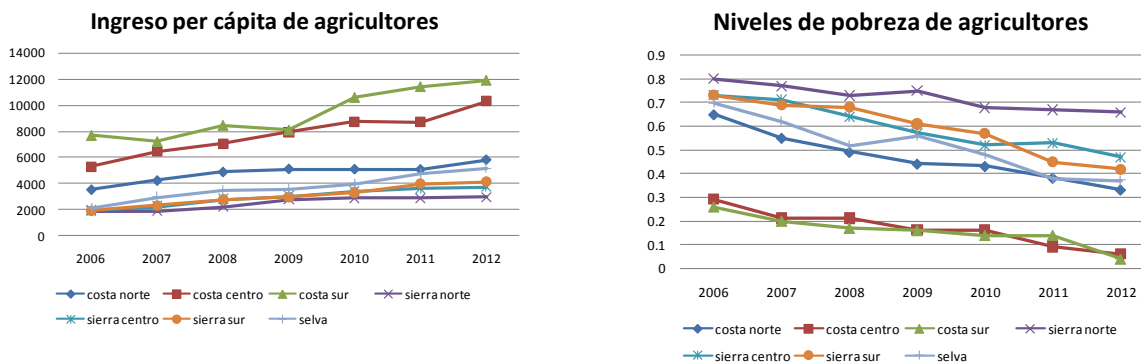 Ingreso per cápita de agricultores
14000
12000
10000
8000
6000
4000
2000
0
2006 2007 2008 2009 2010 2011 2012
costa norte costa centro costa sur sierra norte
sierra centro sierra sur selva
Niveles de pobreza de agricultores
0.9
0.8
0.7
0.6
0.5
0.4
0.3
0.2
0.1
0
2006 2007 2008 2009 2010 2011 2012
costa norte costa centro costa sur sierra norte
sierra centro sierra sur selva